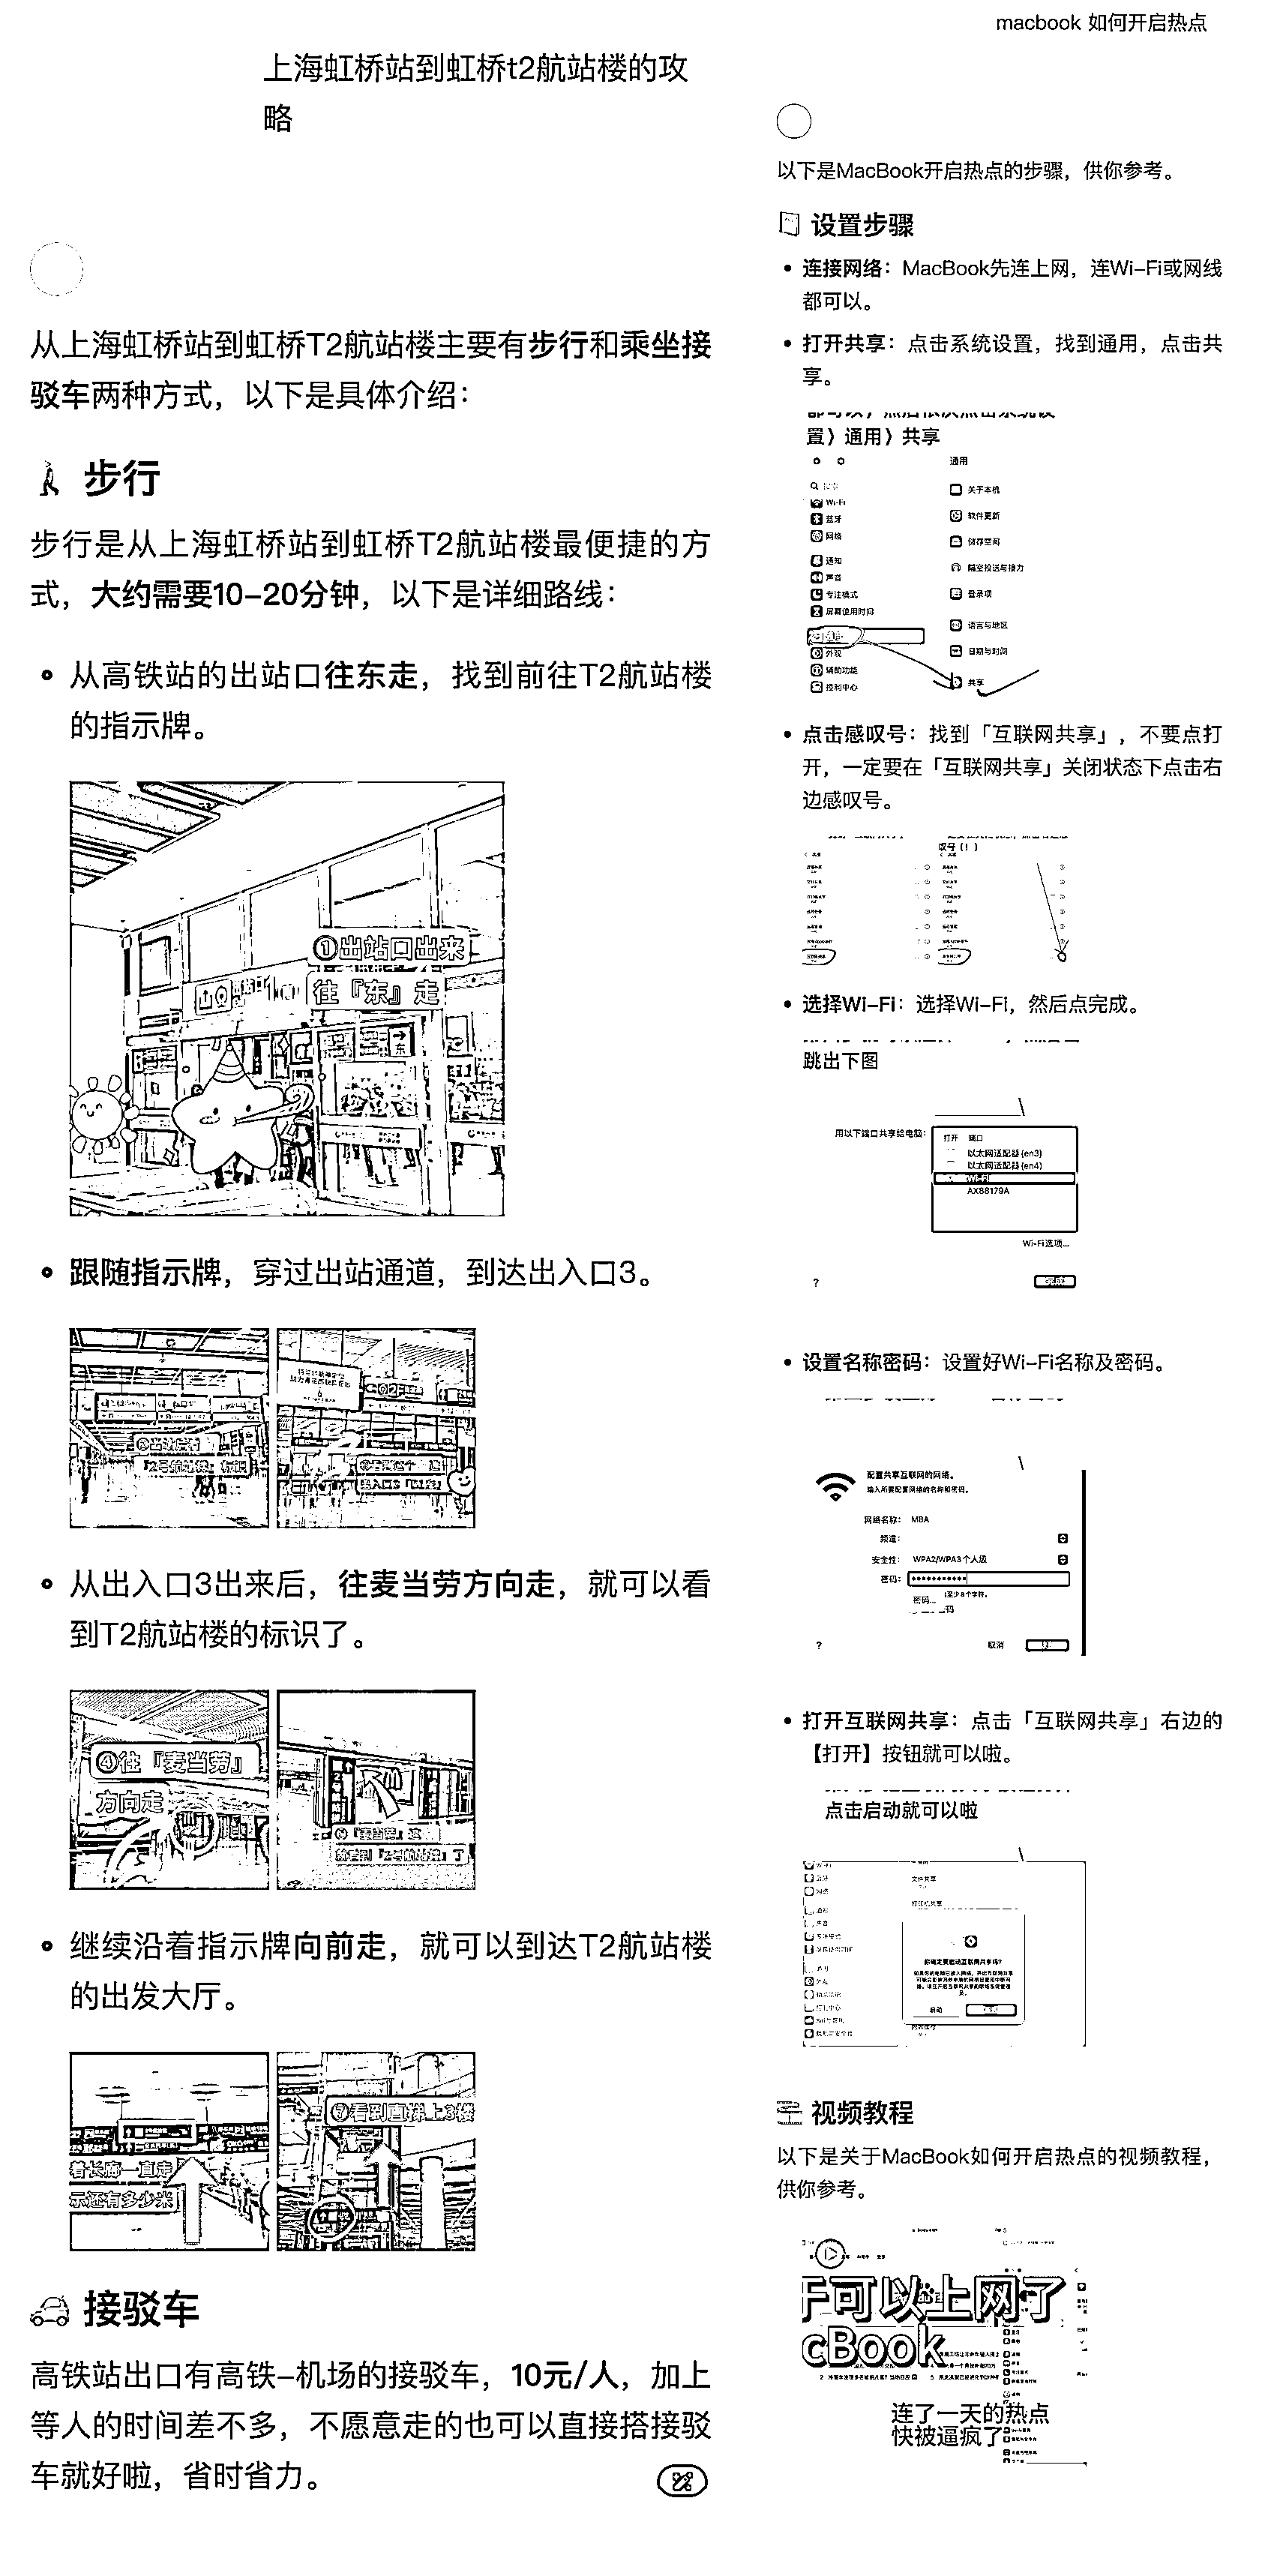 上海虹桥站到虹桥t2航站楼的攻
略
从上海虹桥站到虹桥T2航站楼主要有步行和乘坐接
驳车两种方式，以下是具体介绍：
步行
步行是从上海虹桥站到虹桥T2航站楼最便捷的方
式，大约需要10-20分钟，以下是详细路线：
从高铁站的出站口往东走，找到前往T2航站楼
的指示牌。
①出站口出来
往『东』走
跟随指示牌，穿过出站通道，到达出入口3。
从出入口3出来后，往麦当劳方向走，就可以看
到T2航站楼的标识了。
④往『麦当劳』
方向走
继续沿着指示牌向前走，就可以到达T2航站楼
的出发大厅。
着长廊一直走
示还有多少米
⑦看到直梯上3楼
接驳车
高铁站出口有高铁-机场的接驳车，10元/人，加上
等人的时间差不多，不愿意走的也可以直接搭接驳
车就好啦，省时省力。
macbook 如何开启热点
以下是MacBook开启热点的步骤，供你参考。
设置步骤
• 连接网络：MacBook先连上网，连Wi-Fi或网线
都可以。
• 打开共享：点击系统设置，找到通用，点击共
享。
置〉通用〉共享
通用
Wi-Fi
蓝牙
网络
通知
声音
专注模式
屏幕使用时间
外观
辅助功能
控制中心
关于本机
软件更新
储存空间
隔空投送与接力
登录项
语言与地区
日期与时间
共享
• 点击感叹号：找到「互联网共享」，不要点打
开，一定要在「互联网共享」关闭状态下点击右
边感叹号。
叹号（！）
• 选择Wi-Fi：选择Wi-Fi，然后点完成。
跳出下图
用以下端口共享给电脑：
打开 端口
以太网适配器 (en3)
以太网适配器 (en4)
Wi-Fi
AX88179A
Wi-Fi选项...
?
完成
• 设置名称密码：设置好Wi-Fi名称及密码。
配置共享互联网的网络。
输入所要配置网络的名称和密码。
网络名称： MBA
频道：
安全性： WPA2/WPA3个人级
密码：
密码...
?
取消
• 打开互联网共享：点击「互联网共享」右边的
【打开】按钮就可以啦。
点击启动就可以啦
文件共享
你确定要启动互联网共享吗？
启动
视频教程
以下是关于MacBook如何开启热点的视频教程，
供你参考。
可以上网了
cBook
连了一天的热点
快被逼疯了